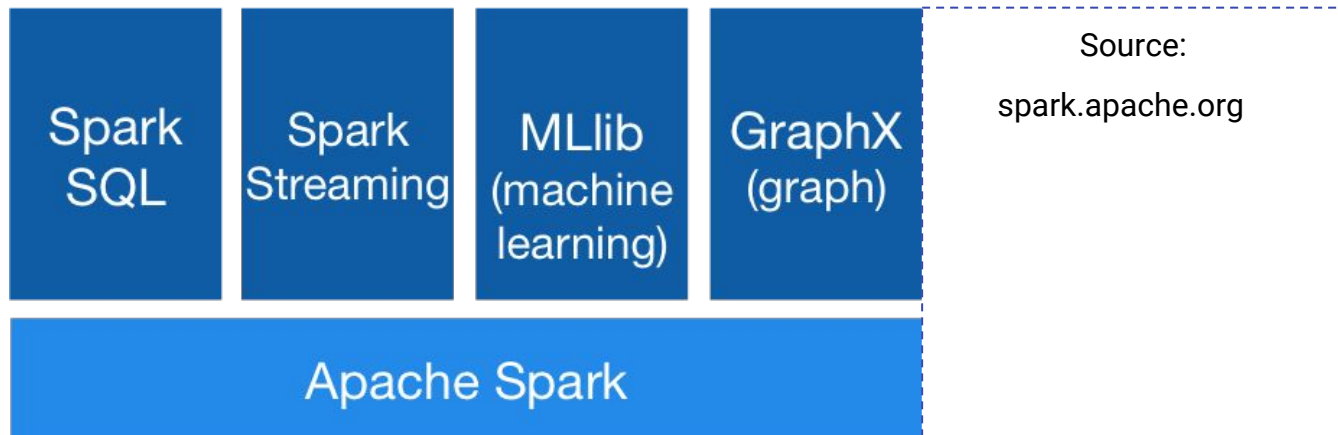 Spark
SQL
Spark
Streaming
MLlib
(machine
learning)
GraphX
(graph)
Source:
spark.apache.org
Apache Spark